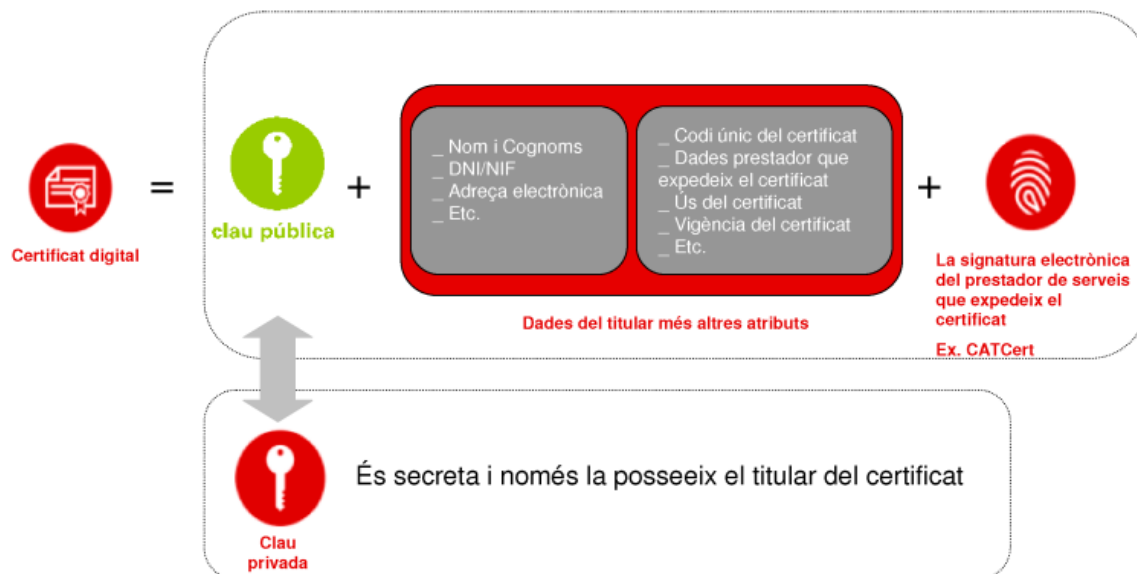 Certificat digital
=
clau pública
+
_ Nom i Cognoms
_ DNI/NIF
_ Adreça electrònica
_ Etc.
_ Codi únic del certificat
_ Dades prestador que
expedeix el certificat
_ Ús del certificat
_ Vigència del certificat
_ Etc.
Dades del titular més altres atributs
+
La signatura electrònica
del prestador de serveis
que expedeix el
certificat
Ex. CATCert
És secreta i només la posseeix el titular del certificat
Clau
privada